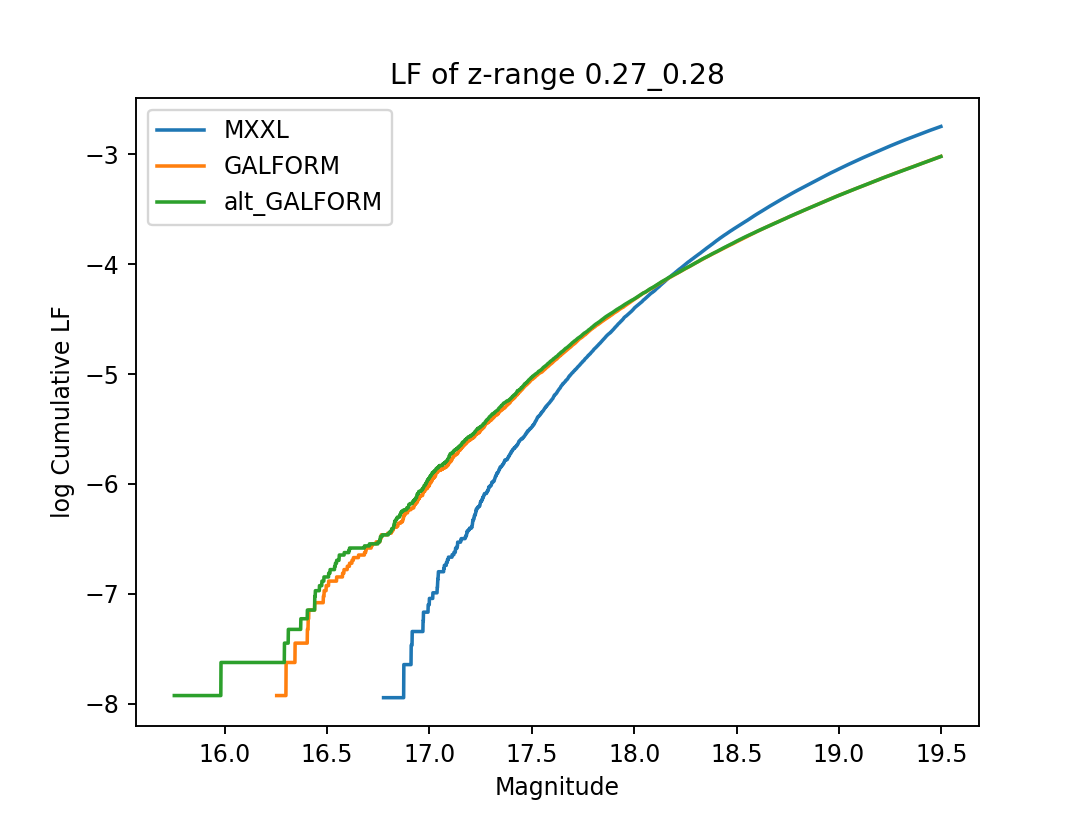 LF of z-range 0.27_0.28
MXXL
GALFORM
alt_GALFORM
−3
−4
−5
−6
−7
−8
log Cumulative LF
16.0 16.5 17.0 17.5 18.0 18.5 19.0 19.5
Magnitude